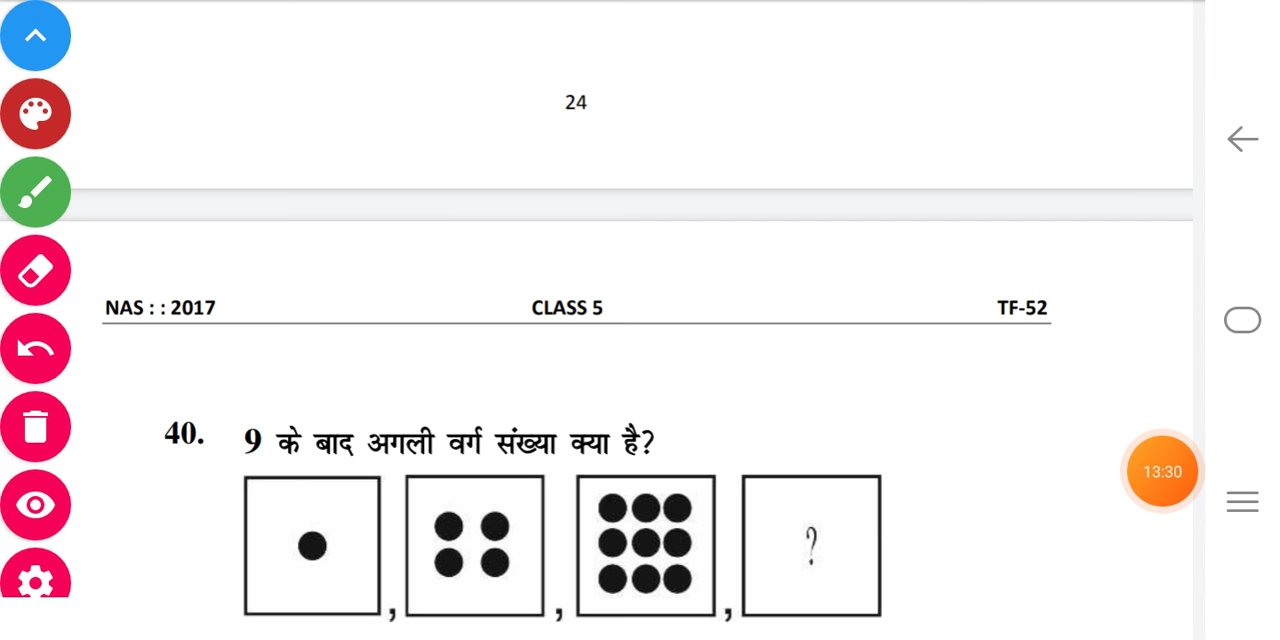 24
NAS : : 2017 CLASS 5 TF-52
40. 9 के बाद अगली वर्ग संख्या क्या है?
, , , ?
13:30